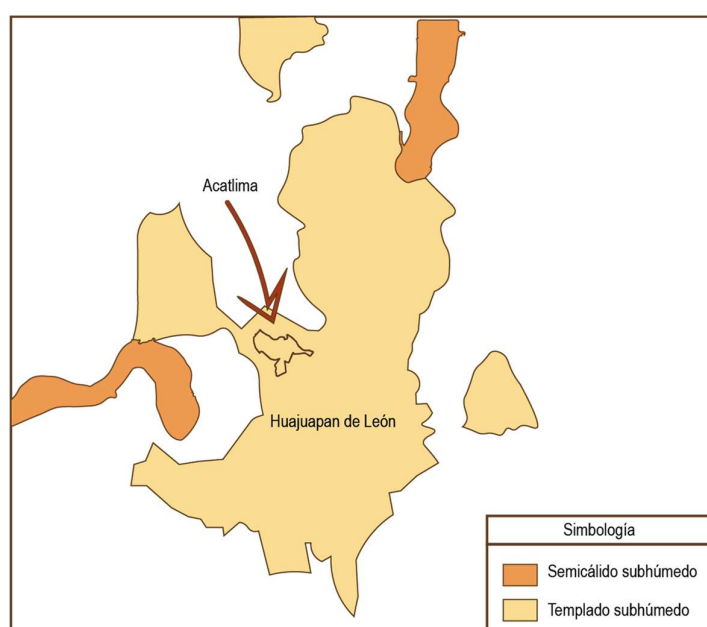 Acatlima
Huajuapan de León
Simbología
Semicálido subhúmedo
Templado subhúmedo